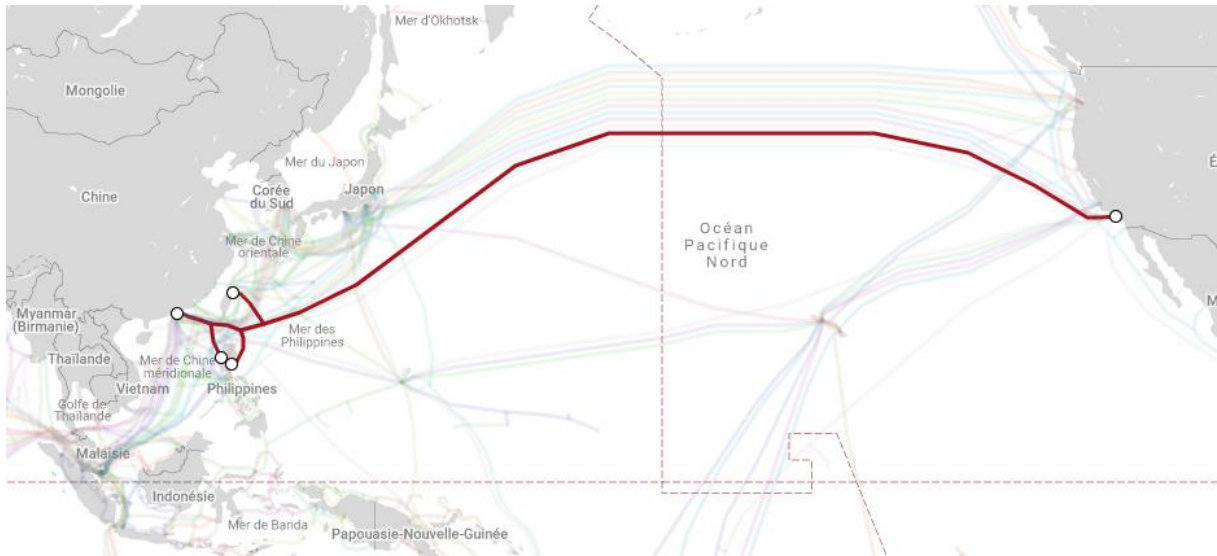 Mer d'Okhotsk
Mongolie
Mer du Japon
É
Chine
Corée
du Sud
Japon
Océan
Pacifique
Nord
Mer de Chine
orientale
M
Myanmar
(Birmanie)
Mer des
Philippines
Thaïlande
Mer de Chine
méridionale
Vietnam
Philippines
Golfe de
Thaïlande
Malaisie
Indonésie
Mer de Banda
Papouasie-Nouvelle-Guinée